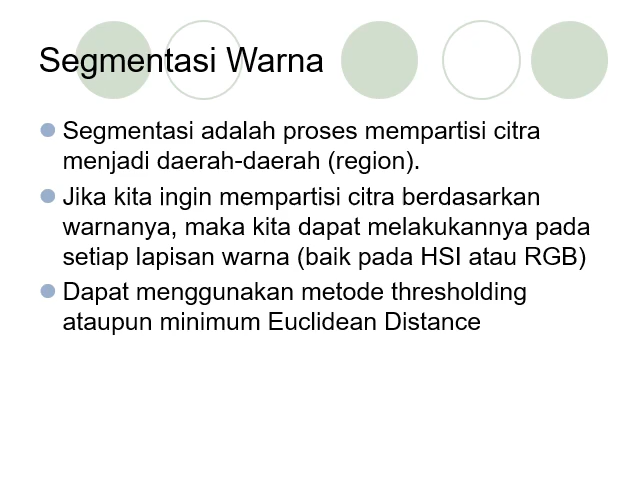 Segmentasi Warna
Segmentasi adalah proses mempartisi citra
menjadi daerah-daerah (region).
Jika kita ingin mempartisi citra berdasarkan
warnanya, maka kita dapat melakukannya pada
setiap lapisan warna (baik pada HSI atau RGB)
Dapat menggunakan metode thresholding
ataupun minimum Euclidean Distance